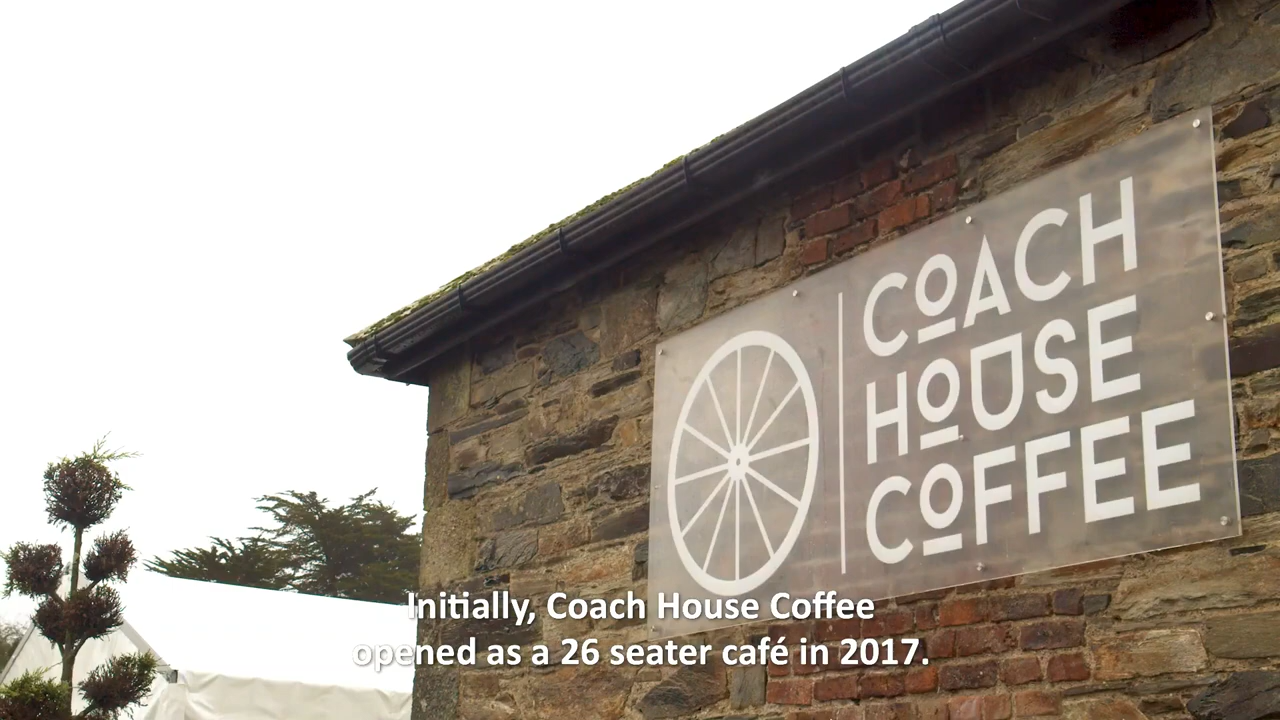 COACH
HOUSE
COFFEE
Initially, Coach House Coffee
opened as a 26 seater café in 2017.